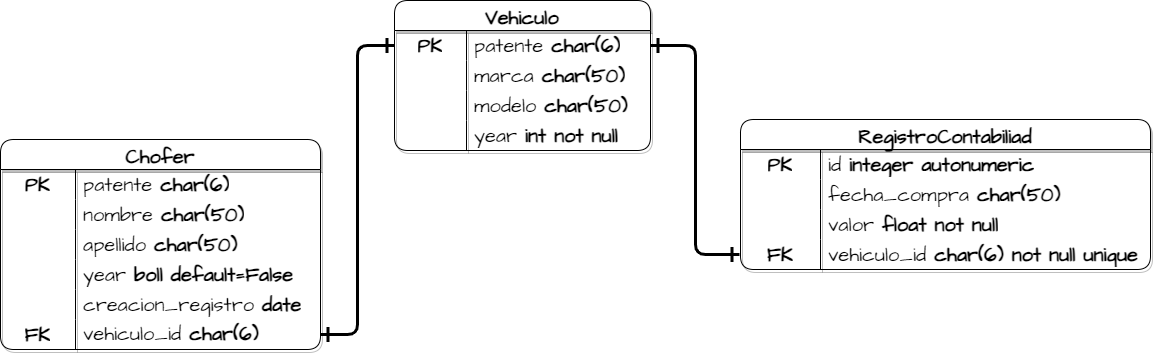 Vehiculo
PK patente char(6)
marca char(50)
modelo char(50)
year int not null
Chofer
PK patente char(6)
nombre char(50)
apellido char(50)
year boll default=False
creacion_registro date
FK vehiculo_id char(6)
RegistroContabiliad
PK id integer autonumeric
fecha_compra char(50)
valor float not null
FK vehiculo_id char(6) not null unique